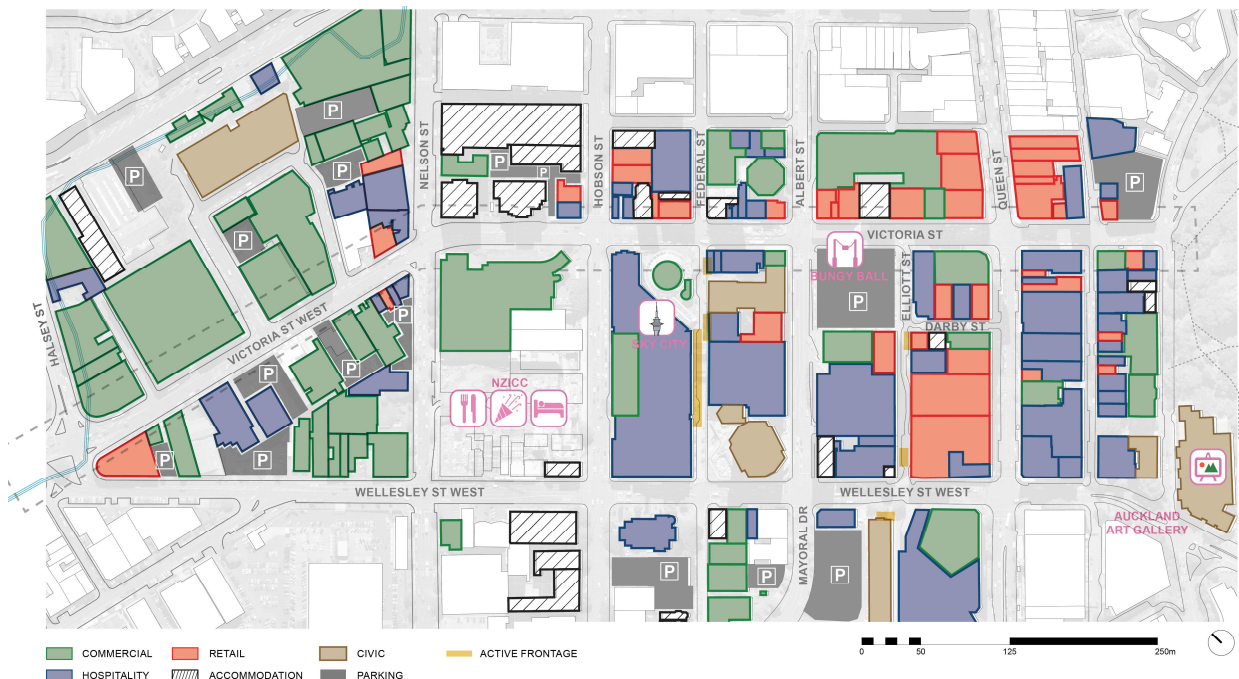 P
P
P
P
P
P
P
NELSON ST
HOBSON ST
FEDERAL ST
ALBERT ST
QUEEN ST
P
VICTORIA ST
BUNGY BALL
P
ELLIOTT ST
DARBY ST
SKY CITY
HALSEY ST
VICTORIA ST WEST
P
P
P
NZICC
P
P
WELLESLEY ST WEST
WELLESLEY ST WEST
AUCKLAND
ART GALLERY
MAYORAL DR
P
P
P
COMMERCIAL
RETAIL
CIVIC
ACTIVE FRONTAGE
HOSPITALITY
ACCOMMODATION
PARKING
0
50
125
250m